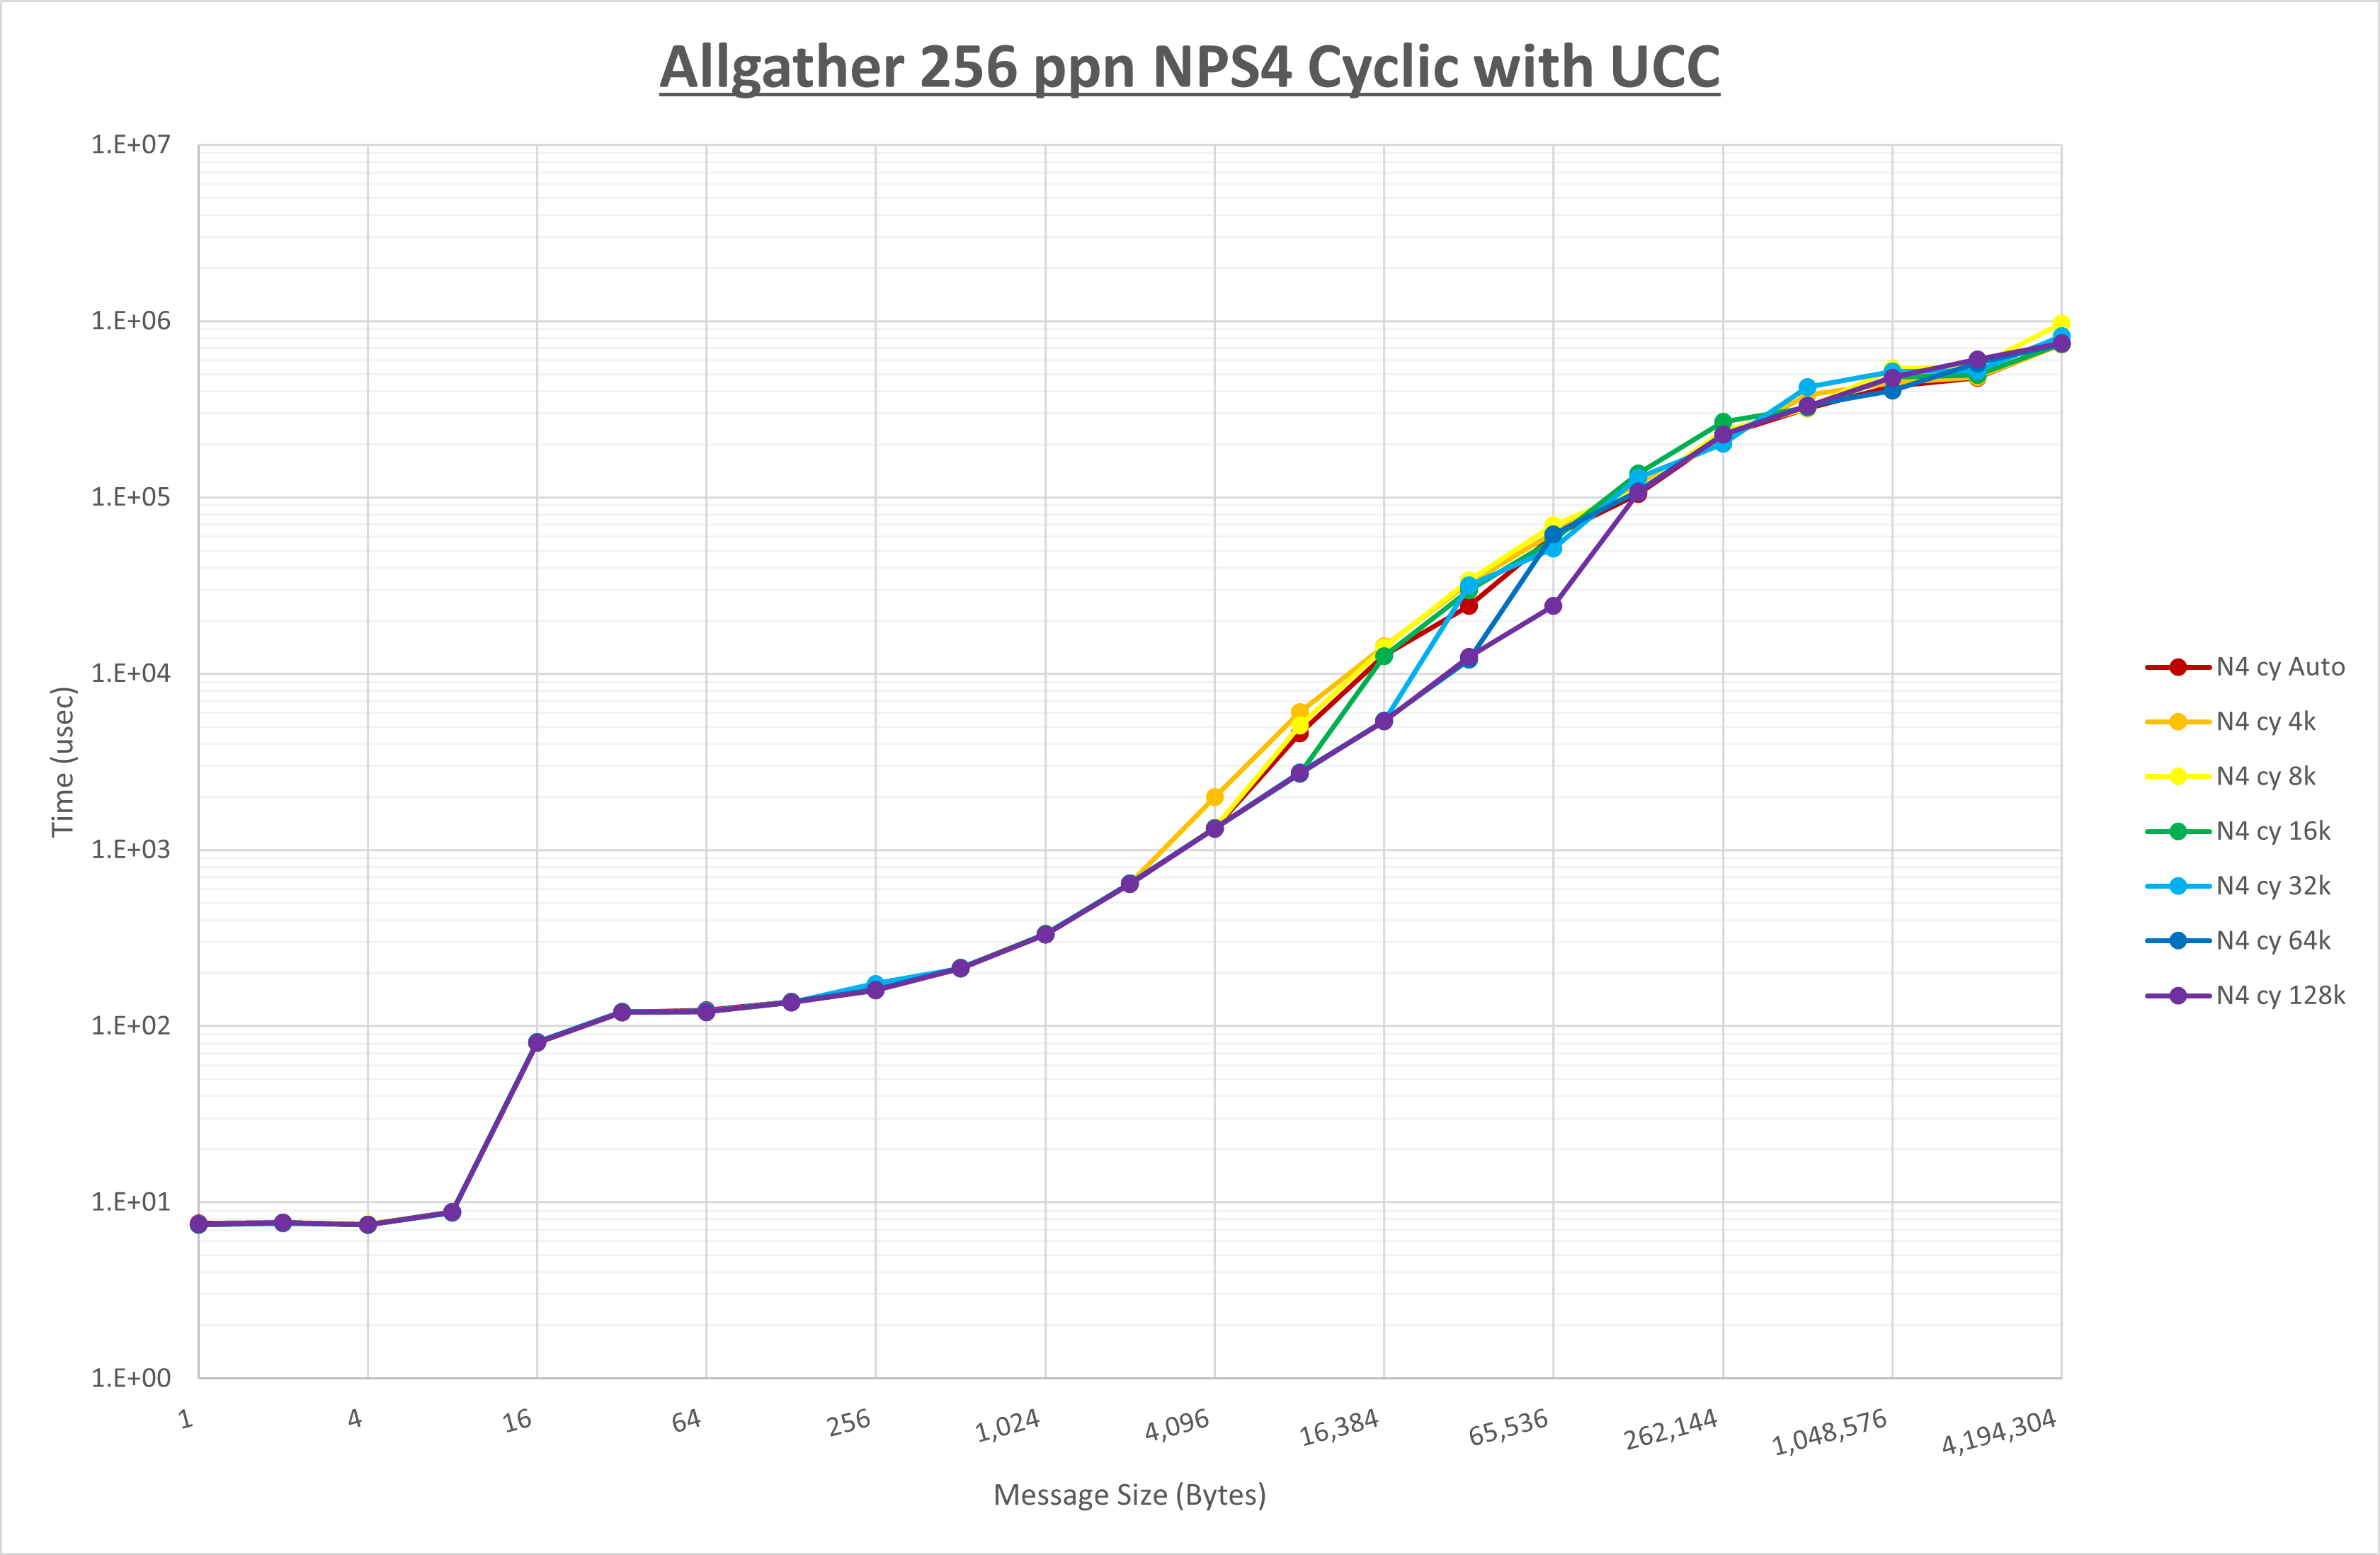 Allgather 256 ppn NPS4 Cyclic with UCC
1.E+07
1.E+06
1.E+05
1.E+04
1.E+03
1.E+02
1.E+01
1.E+00
Time (usec)
1 4 16 64 256 1,024 4,096 16,384 65,536 262,144 1,048,576 4,194,304
Message Size (Bytes)
N4 cy Auto
N4 cy 4k
N4 cy 8k
N4 cy 16k
N4 cy 32k
N4 cy 64k
N4 cy 128k